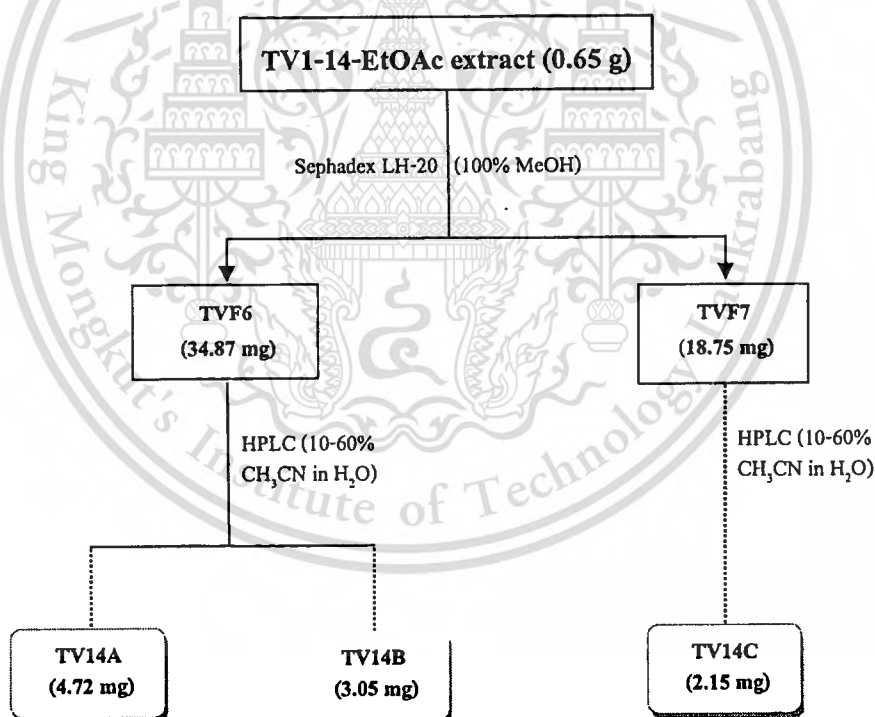 TV1-14-EtOAc extract (0.65 g)
Sephadex LH-20 (100% MeOH)
TVF6
(34.87 mg)
TVF7
(18.75 mg)
HPLC (10-60%
CH₃CN in H₂O)
HPLC (10-60%
CH₃CN in H₂O)
TV14A
(4.72 mg)
TV14B
(3.05 mg)
TV14C
(2.15 mg)
King Mongkut's Institute of Technology Ladkrabang